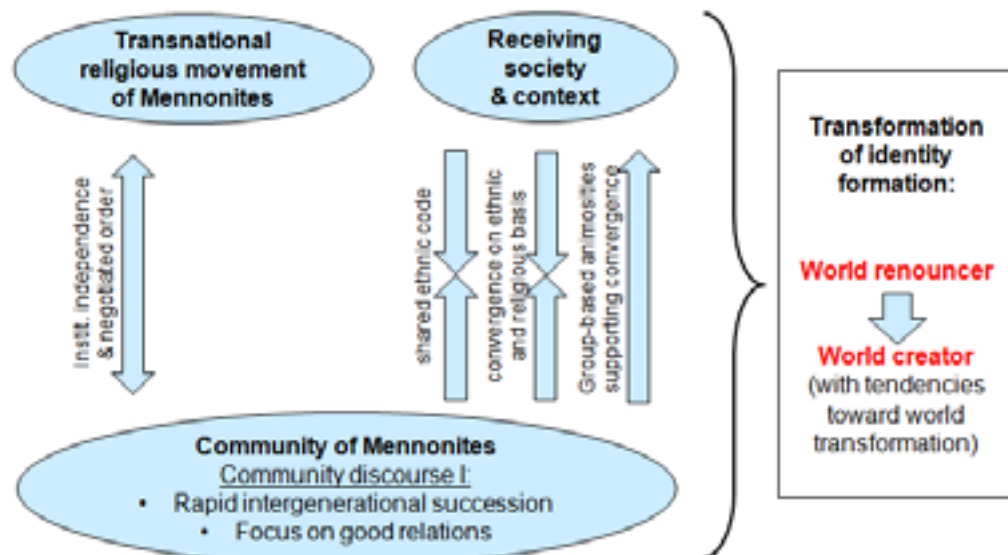 Transnational
religious movement
of Mennonites
Receiving
society
& context
Instit. independence
& negotiated order
shared ethnic code
convergence on ethnic
and religious basis
Group-based animosities
supporting convergence
Community of Mennonites
Community discourse I:
• Rapid intergenerational succession
• Focus on good relations
Transformation
of identity
formation:
World renouncer
World creator
(with tendencies
toward world
transformation)